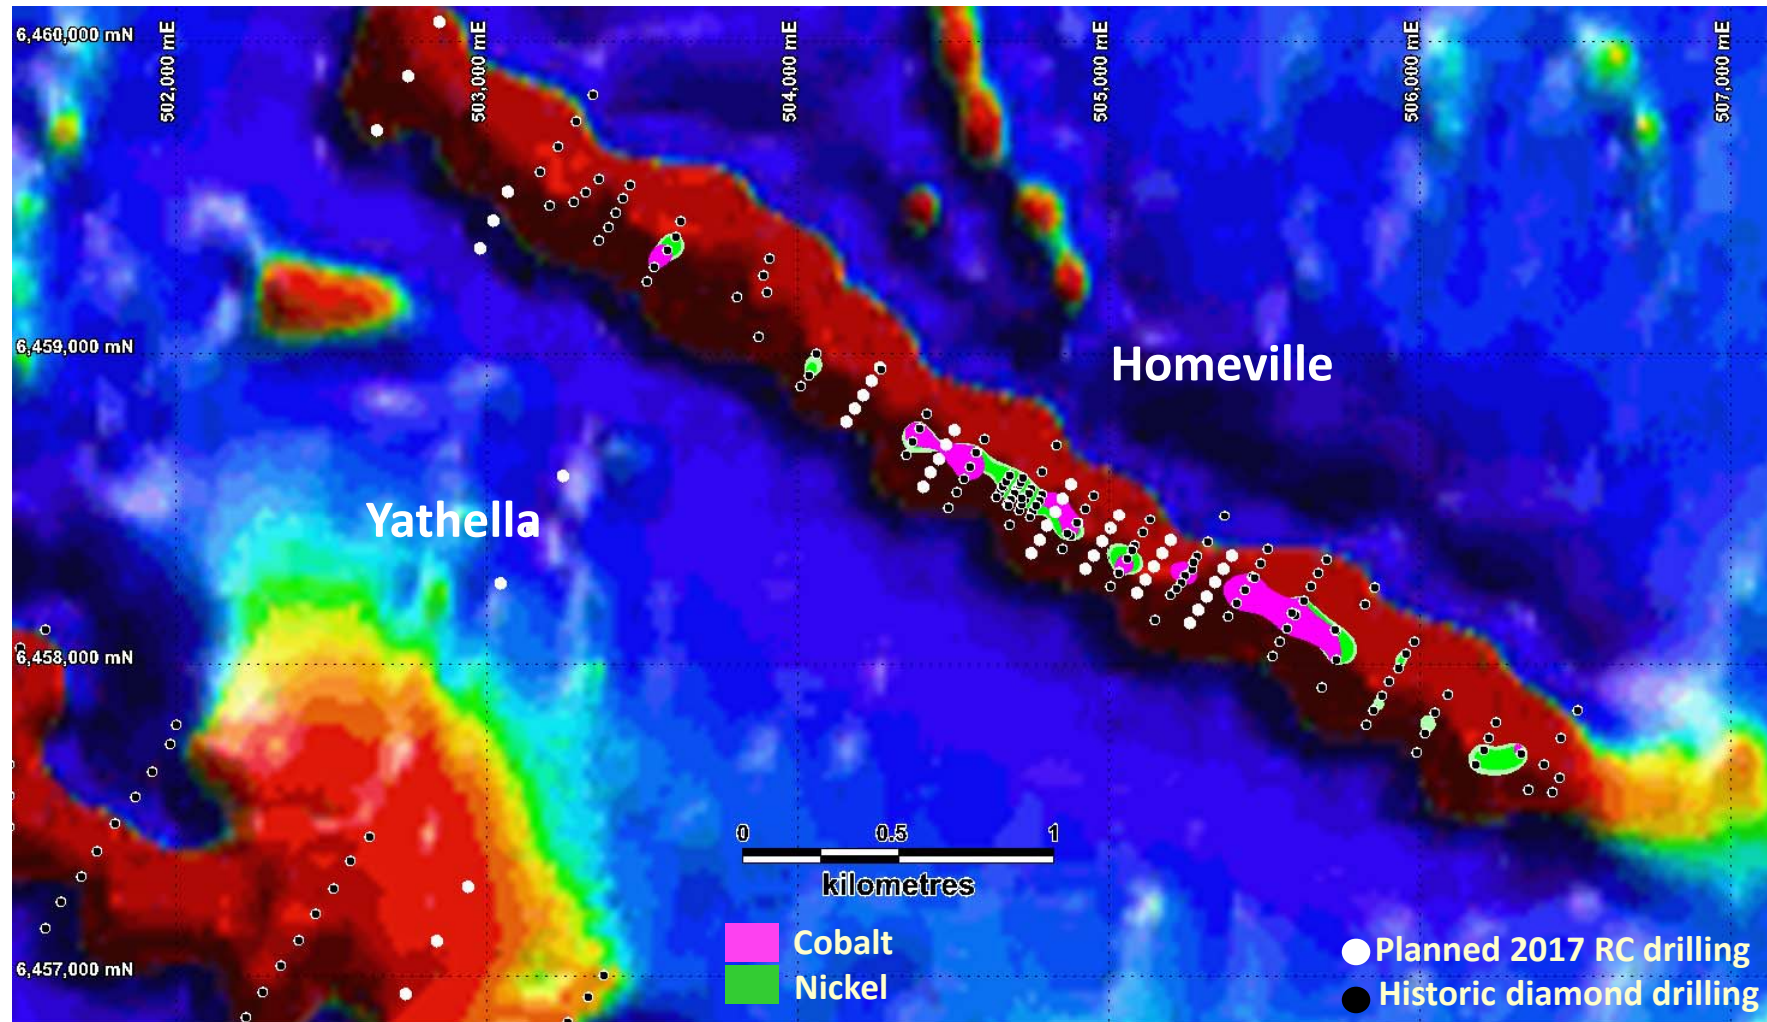 6,460,000 mN
502,000 mE
503,000 mE
504,000 mE
505,000 mE
506,000 mE
507,000 mE
6,459,000 mN
Homeville
Yathella
6,458,000 mN
0 0.5 1
kilometres
Cobalt
Nickel
6,457,000 mN
Planned 2017 RC drilling
Historic diamond drilling